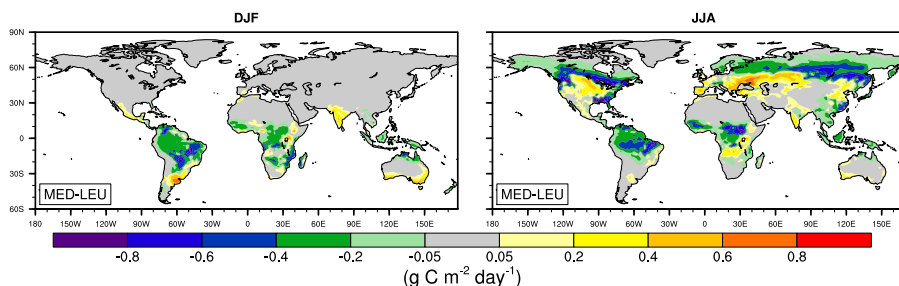 DJF JJA
90N
60N
30N
0
30S
60S
MED-LEU MED-LEU
180 150W 120W 90W 60W 30W 0 30E 60E 90E 120E 150E 180 150W 120W 90W 60W 30W 0 30E 60E 90E 120E 150E
-0.8 -0.6 -0.4 -0.2 -0.05 0.05 0.2 0.4 0.6 0.8
(g C m⁻² day⁻¹)